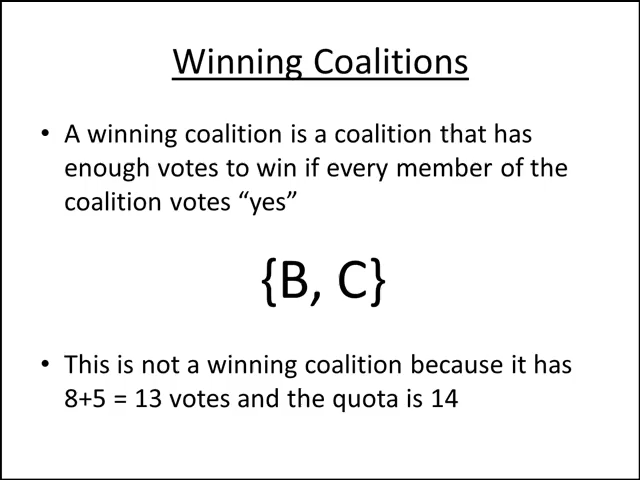 Winning Coalitions
• A winning coalition is a coalition that has
enough votes to win if every member of the
coalition votes “yes”
{B, C}
• This is not a winning coalition because it has
8+5 = 13 votes and the quota is 14